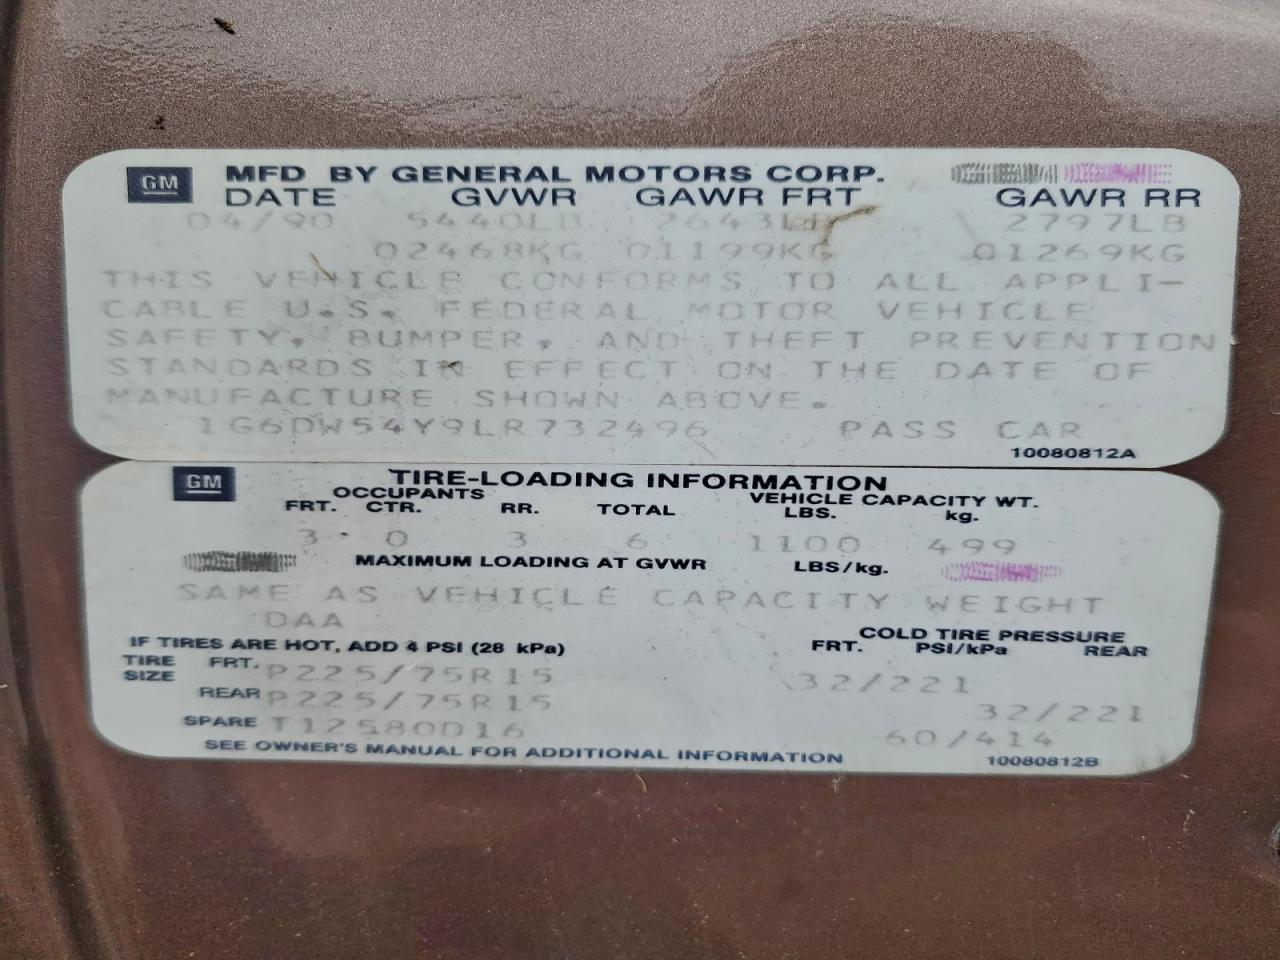 GM MFD BY GENERAL MOTORS CORP.
DATE GVWR GAWR FRT GAWR RR
04/90 5440LB 2643LB 2797LB
02468KG 01199KG 01269KG
THIS VEHICLE CONFORMS TO ALL APPLI-
CABLE U.S. FEDERAL MOTOR VEHICLE
SAFETY, BUMPER, AND THEFT PREVENTION
STANDARDS IN EFFECT ON THE DATE OF
MANUFACTURE SHOWN ABOVE.
1G6DW54Y9LR732496 PASS CAR
10080812A
GM TIRE-LOADING INFORMATION
OCCUPANTS VEHICLE CAPACITY WT.
FRT. CTR. RR. TOTAL LBS. kg.
3 0 3 6 1100 499
MAXIMUM LOADING AT GVWR LBS/kg.
SAME AS VEHICLE CAPACITY WEIGHT
DAA
IF TIRES ARE HOT, ADD 4 PSI (28 kPa) COLD TIRE PRESSURE
FRT. PSI/kPa REAR
TIRE SIZE FRT. P225/75R15 32/221
REAR P225/75R15 32/221
SPARE T12580D16 60/414
SEE OWNER'S MANUAL FOR ADDITIONAL INFORMATION 10080812B